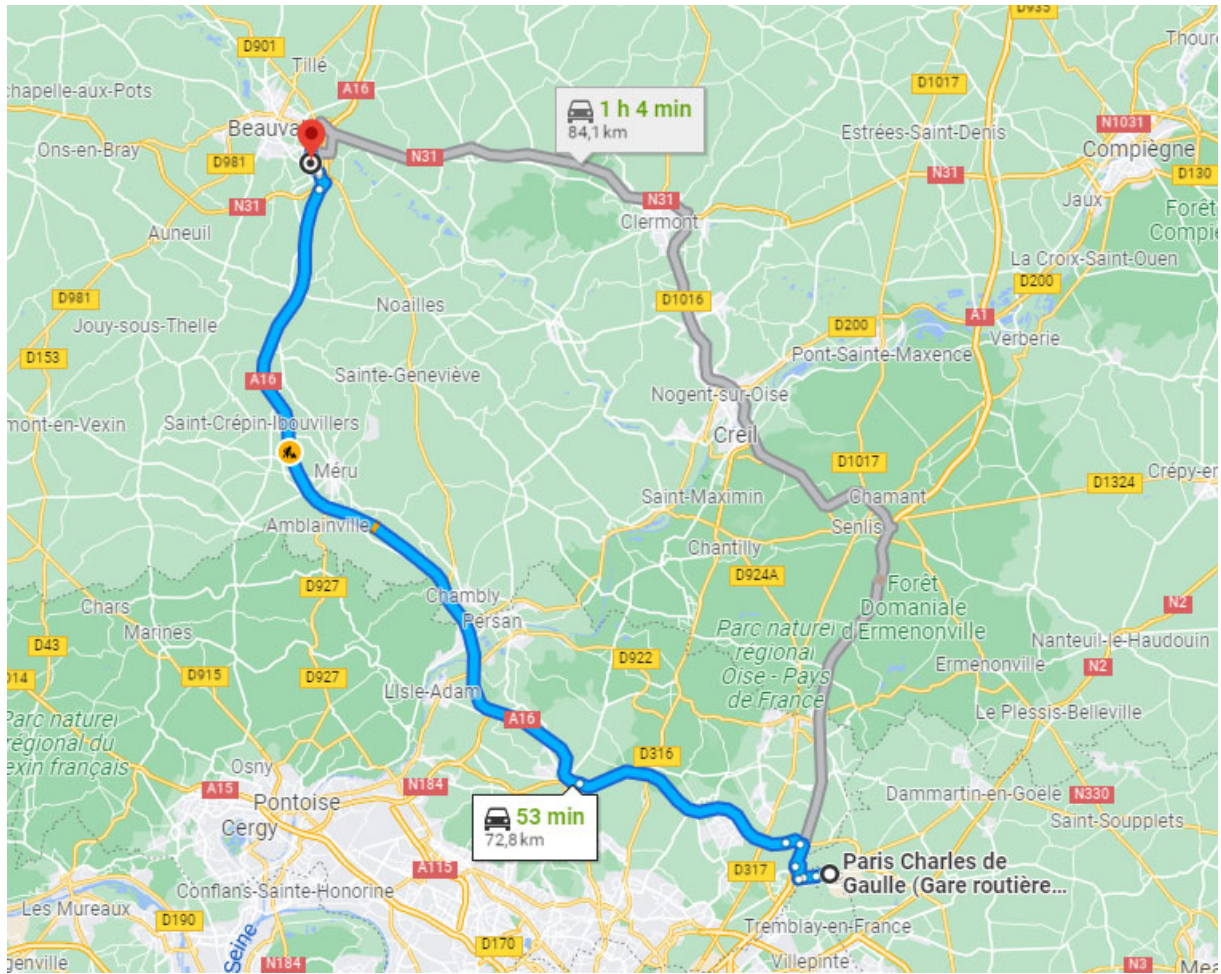 D935
D901
Thour
Tillé
D1017
chapelle-aux-Pots
A16
1 h 4 min
84,1 km
N1031
Beauvai
Estrées-Saint-Denis
Compiègne
Ons-en-Bray
D981
N31
N31
D130
N31
N31
Jaux
Forêt
Compiè
Clermont
Auneuil
La Croix-Saint-Ouen
D981
Noailles
D1016
D200
Jouy-sous-Thelle
D200
A1
Verberie
D153
Pont-Sainte-Maxence
A16
Sainte-Geneviève
Nogent-sur-Oise
mont-en-Vexin
Saint-Crépin-Ibouvillers
Creil
D1017
Méru
Crépy-en
D1324
Saint-Maximin
Chamant
Amblainville
Senlis
Chantilly
D924A
D927
Forêt
Domaniale
d'Ermenonville
Chambly
Chars
N2
Persan
Marines
Parc naturel
régional
Oise - Pays
de France
D43
Nanteuil-le-Haudouin
D922
Ermenonville
N2
D14
D915
D927
L'Isle-Adam
Le Plessis-Belleville
Parc naturel
régional du
exin français
A16
D316
Osny
N184
A15
Dammartin-en-Goële
N330
Pontoise
53 min
72,8 km
Saint-Soupplets
Cergy
A115
D317
Paris Charles de
Gaulle (Gare routière...
Conflans-Sainte-Honorine
Les Mureaux
D190
Tremblay-en-France
Seine
D170
genville
N184
Villepinte
N3
Mea